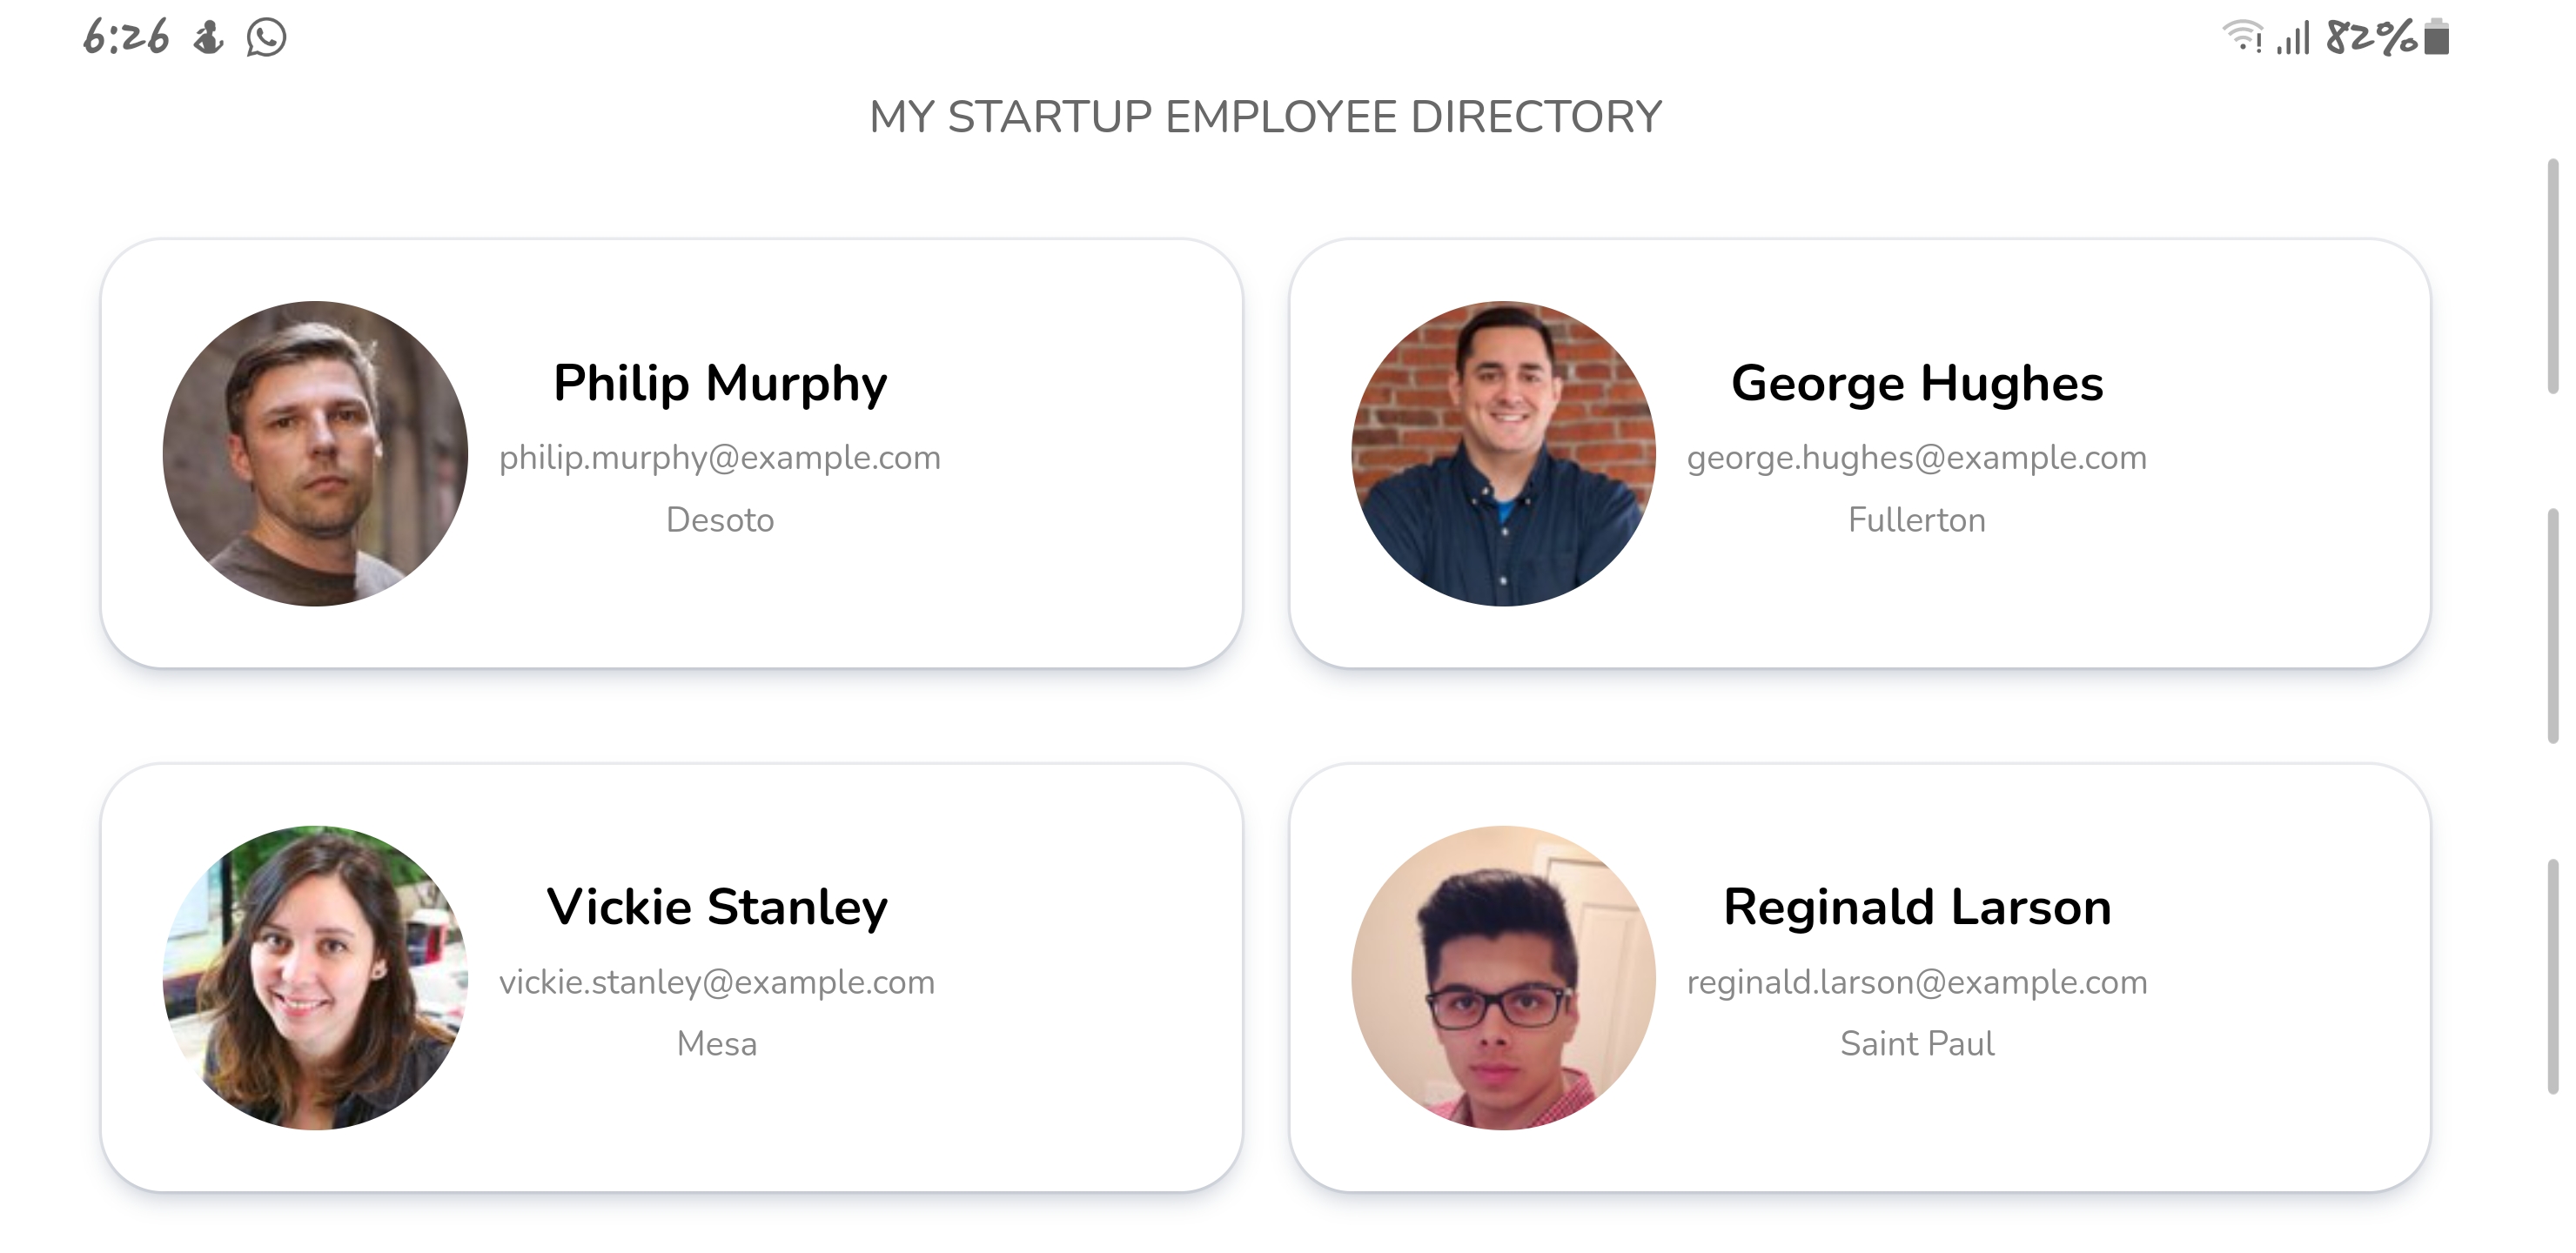 6:26
82%
MY STARTUP EMPLOYEE DIRECTORY
Philip Murphy
philip.murphy@example.com
Desoto
George Hughes
george.hughes@example.com
Fullerton
Vickie Stanley
vickie.stanley@example.com
Mesa
Reginald Larson
reginald.larson@example.com
Saint Paul